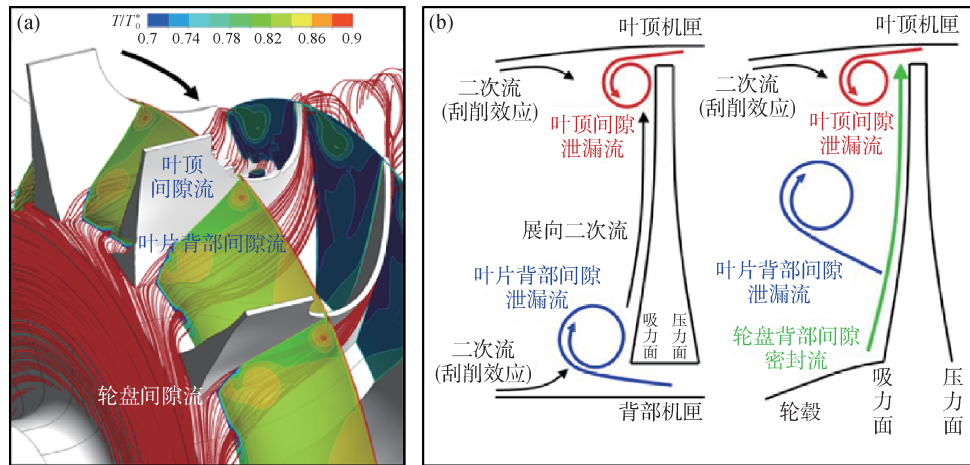 (a)
T/T₀*
0.7 0.74 0.78 0.82 0.86 0.9
叶顶
间隙流
叶片背部间隙流
轮盘间隙流
(b)
叶顶机匣
二次流
(刮削效应)
叶顶间隙
泄漏流
展向二次流
叶片背部间隙
泄漏流
吸力面
压力面
二次流
(刮削效应)
背部机匣
叶顶机匣
二次流
(刮削效应)
叶顶间隙
泄漏流
叶片背部间隙
泄漏流
轮盘背部间隙
密封流
轮毂
吸力面
压力面